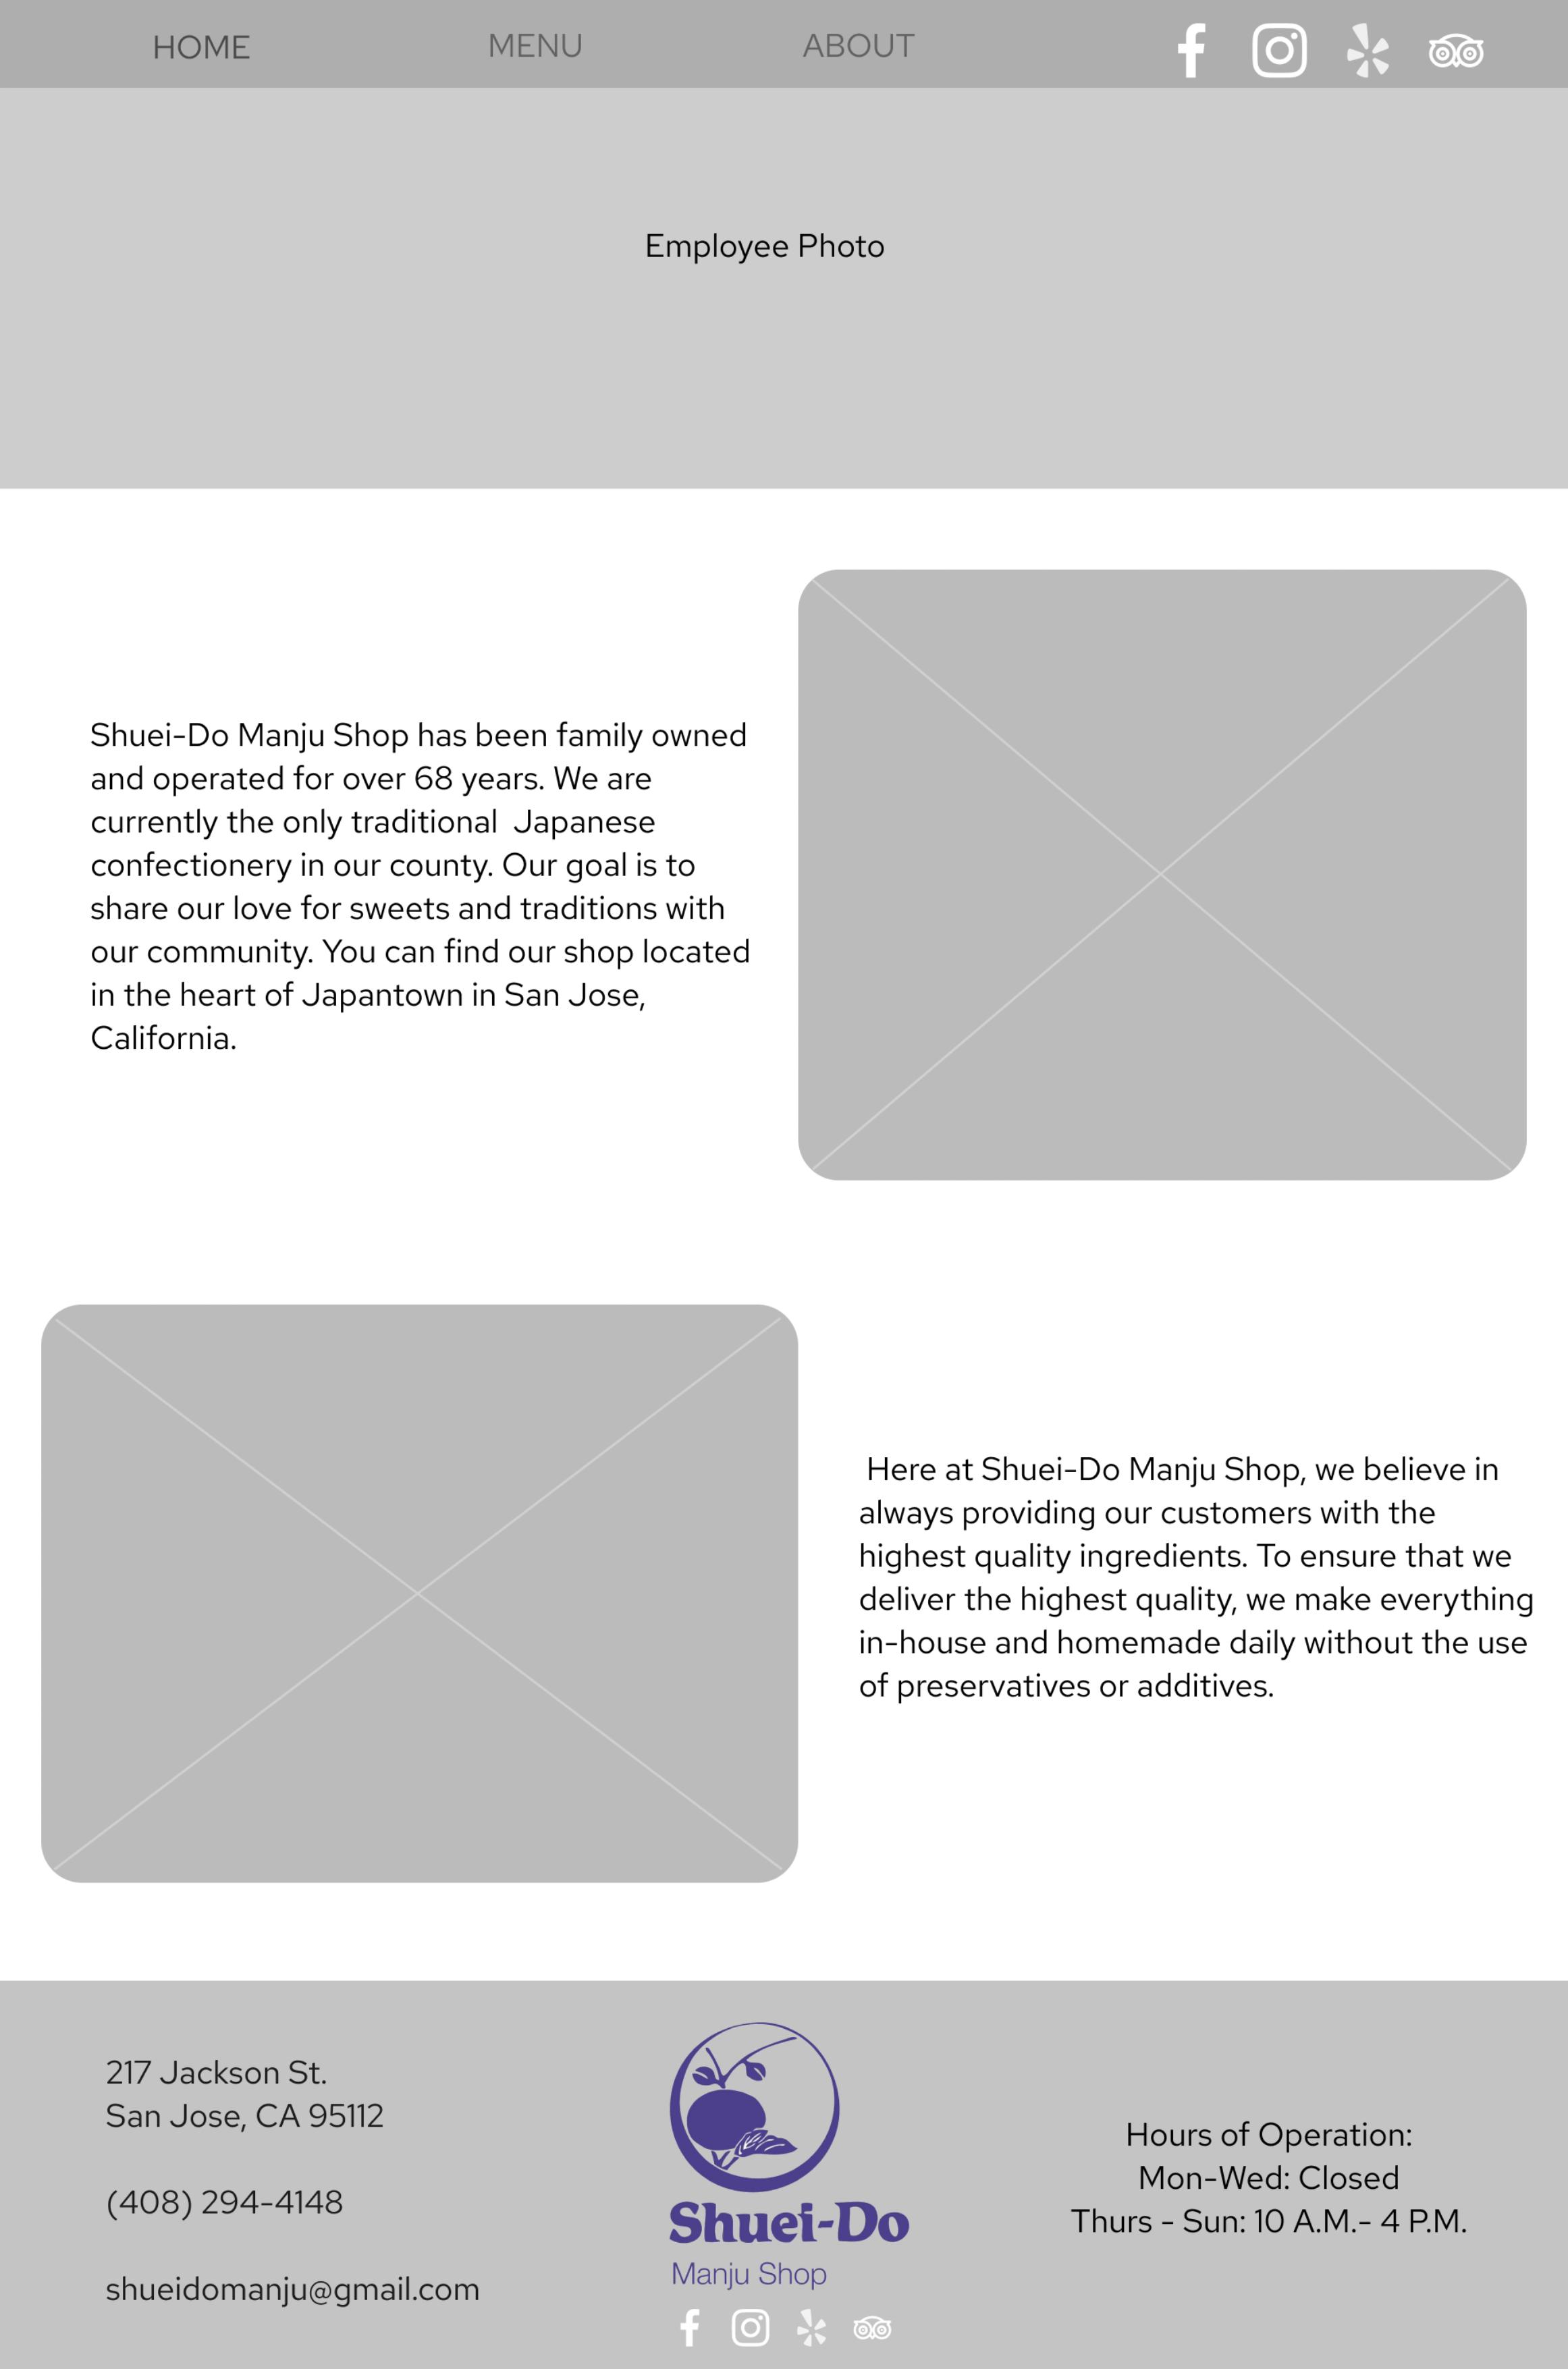 HOME
MENU
ABOUT
Employee Photo
Shuei-Do Manju Shop has been family owned
and operated for over 68 years. We are
currently the only traditional  Japanese
confectionery in our county. Our goal is to
share our love for sweets and traditions with
our community. You can find our shop located
in the heart of Japantown in San Jose,
California.
Here at Shuei-Do Manju Shop, we believe in
always providing our customers with the
highest quality ingredients. To ensure that we
deliver the highest quality, we make everything
in-house and homemade daily without the use
of preservatives or additives.
217 Jackson St.
San Jose, CA 95112
(408) 294-4148
shueidomanju@gmail.com
Shuei-Do
Manju Shop
Hours of Operation:
Mon-Wed: Closed
Thurs - Sun: 10 A.M.- 4 P.M.